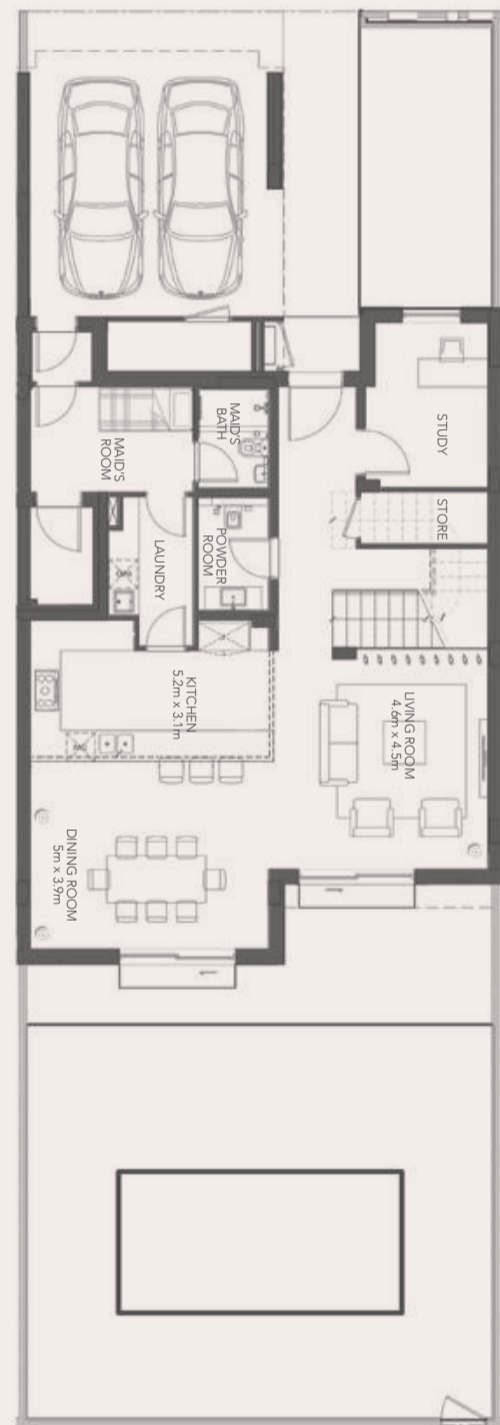 STUDY
MAID'S
BATH
MAID'S
ROOM
STORE
POWDER
ROOM
LAUNDRY
KITCHEN
5.2m x 3.1m
LIVING ROOM
4.6m x 4.5m
DINING ROOM
5m x 3.9m